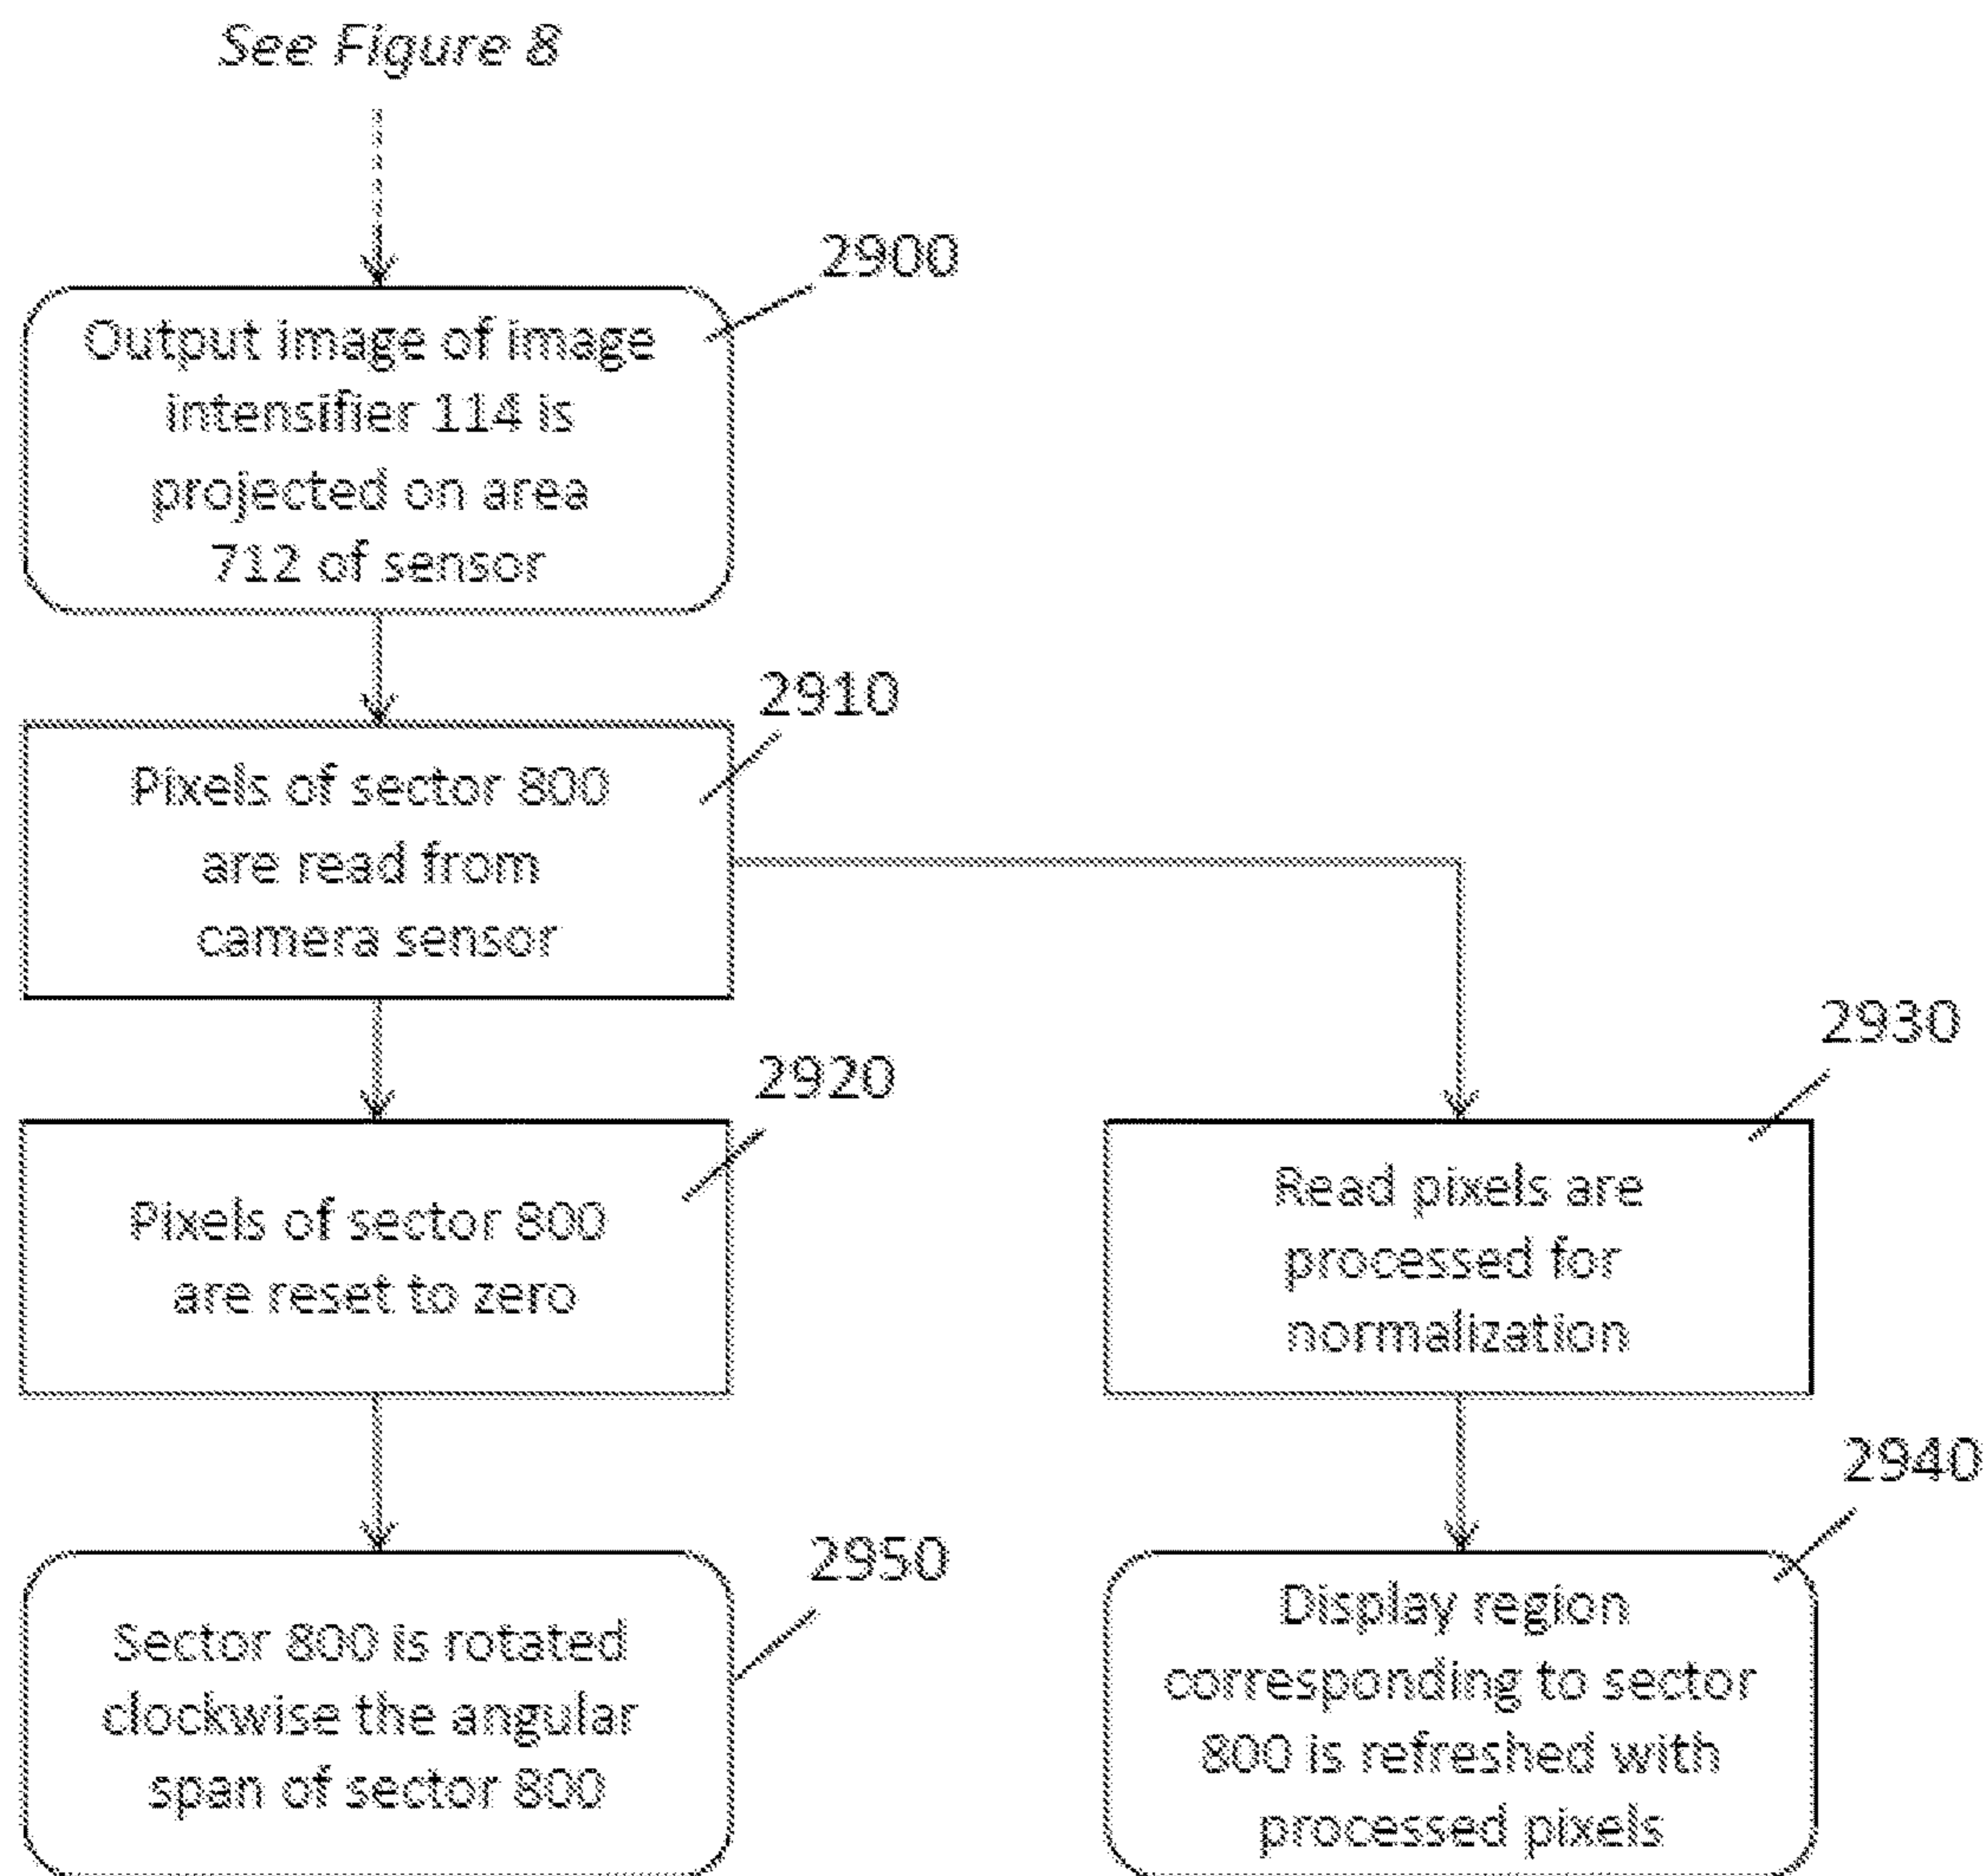 See Figure 8
2900
Output image of image
intensifier 114 is
projected on area
712 of sensor
2910
Pixels of sector 800
are read from
camera sensor
2920
Pixels of sector 800
are reset to zero
2930
Read pixels are
processed for
normalization
2940
Display region
corresponding to sector
800 is refreshed with
processed pixels
2950
Sector 800 is rotated
clockwise the angular
span of sector 800